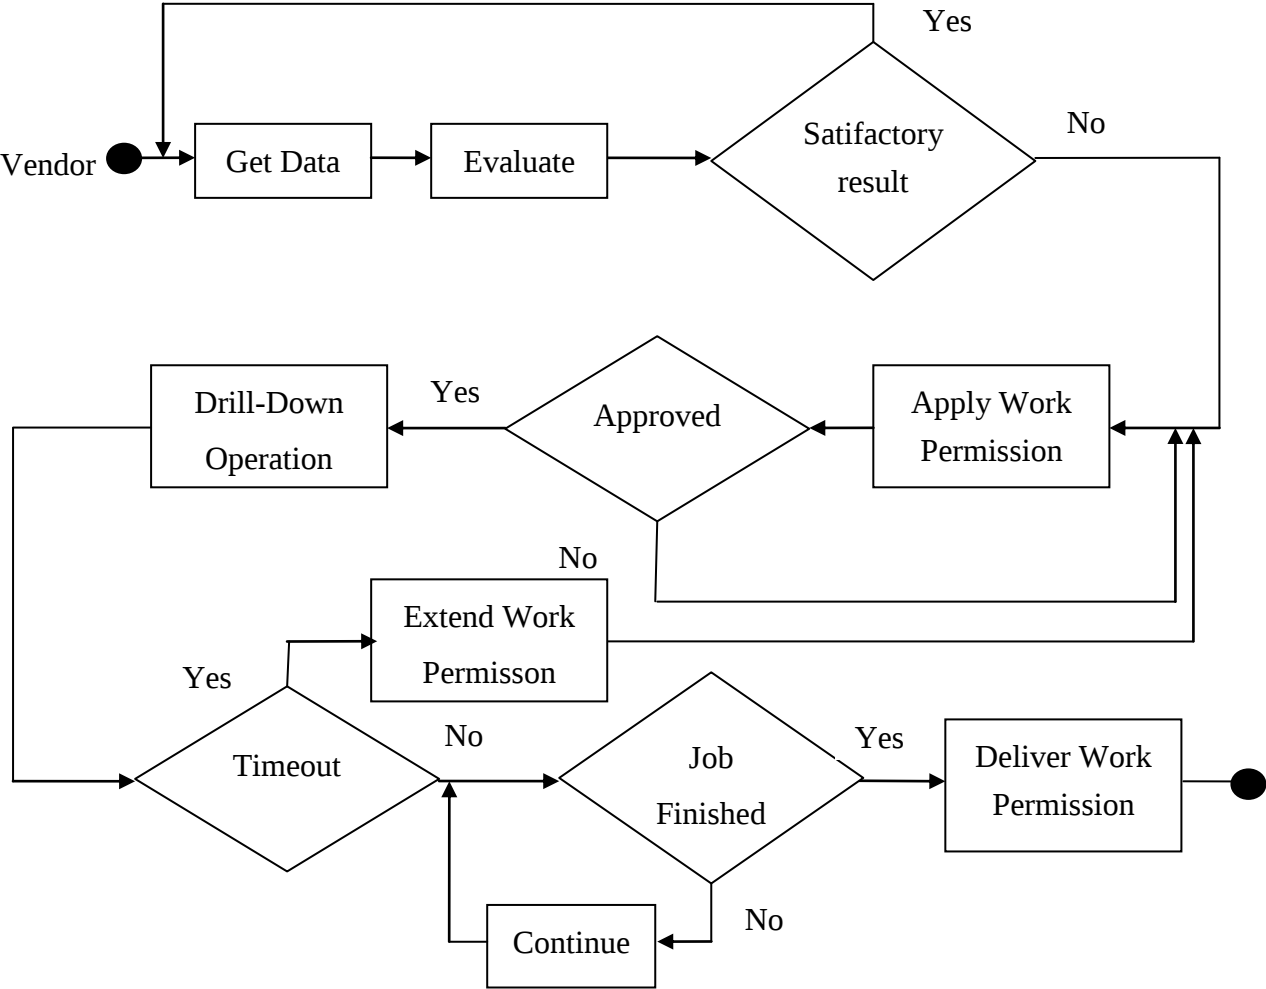 Yes
No
Vendor
Get Data
Evaluate
Satifactory
result
Drill-Down
Operation
Yes
Approved
Apply Work
Permission
No
Extend Work
Permisson
Yes
Timeout
No
Job
Finished
Yes
Deliver Work
Permission
Continue
No